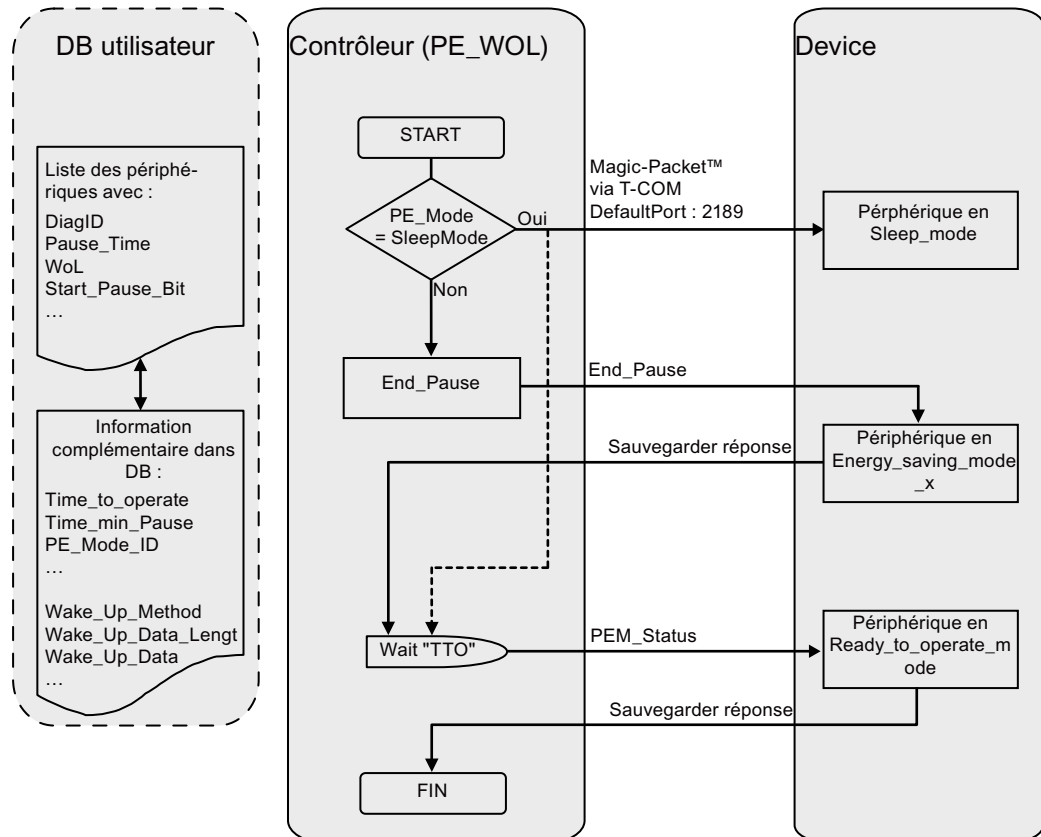 DB utilisateur
Liste des périphé-
riques avec :
DiagID
Pause_Time
WoL
Start_Pause_Bit
…
Information
complémentaire dans
DB :
Time_to_operate
Time_min_Pause
PE_Mode_ID
…
Wake_Up_Method
Wake_Up_Data_Lengt
Wake_Up_Data
…
Contrôleur (PE_WOL)
START
PE_Mode
= SleepMode
Oui
Non
End_Pause
Wait "TTO"
FIN
Magic-Packet™
via T-COM
DefaultPort : 2189
End_Pause
Sauvegarder réponse
PEM_Status
Sauvegarder réponse
Device
Pérphérique en
Sleep_mode
Périphérique en
Energy_saving_mode
_x
Périphérique en
Ready_to_operate_m
ode